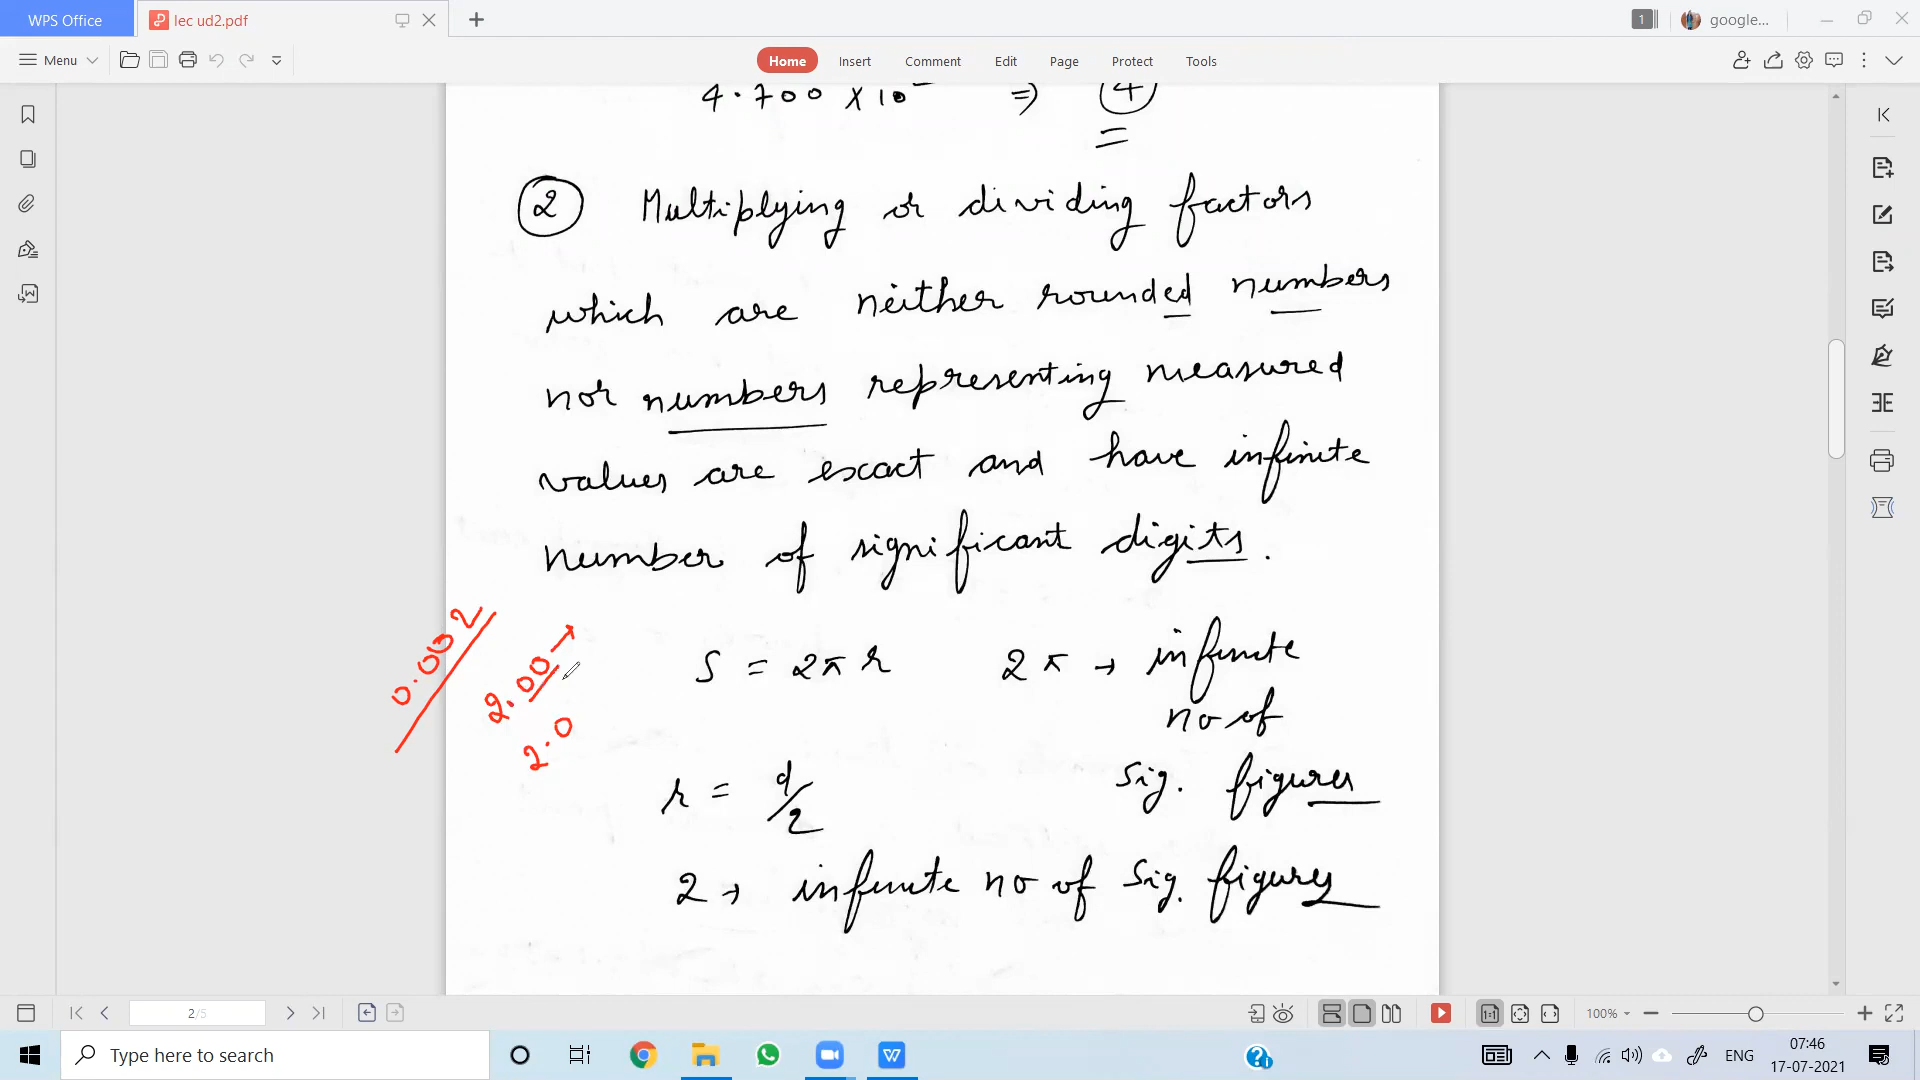 WPS Office
lec ud2.pdf
1
google...
Menu
Home
Insert
Comment
Edit
Page
Protect
Tools
4.700 × 10 ⇒ 4
2 Multiplying or dividing factors
which are neither rounded numbers
nor numbers representing measured
values are exact and have infinite
number of significant digits.
0.002
2.00 →
2.0
S = 2πr 2π → infinite
no of
sig. figures
r = d/2
2 → infinite no of sig. figures
2/5
100%
Type here to search
ENG
07:46
17-07-2021